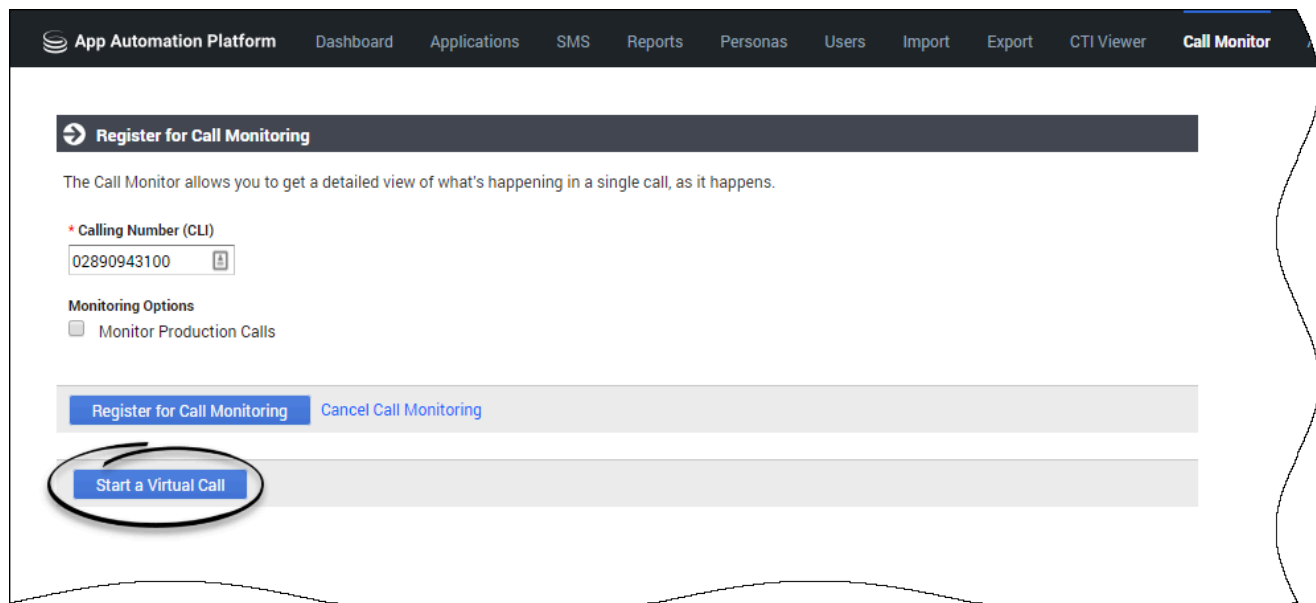 App Automation Platform Dashboard Applications SMS Reports Personas Users Import Export CTI Viewer Call Monitor
Register for Call Monitoring
The Call Monitor allows you to get a detailed view of what's happening in a single call, as it happens.
* Calling Number (CLI)
02890943100
Monitoring Options
Monitor Production Calls
Register for Call Monitoring Cancel Call Monitoring
Start a Virtual Call